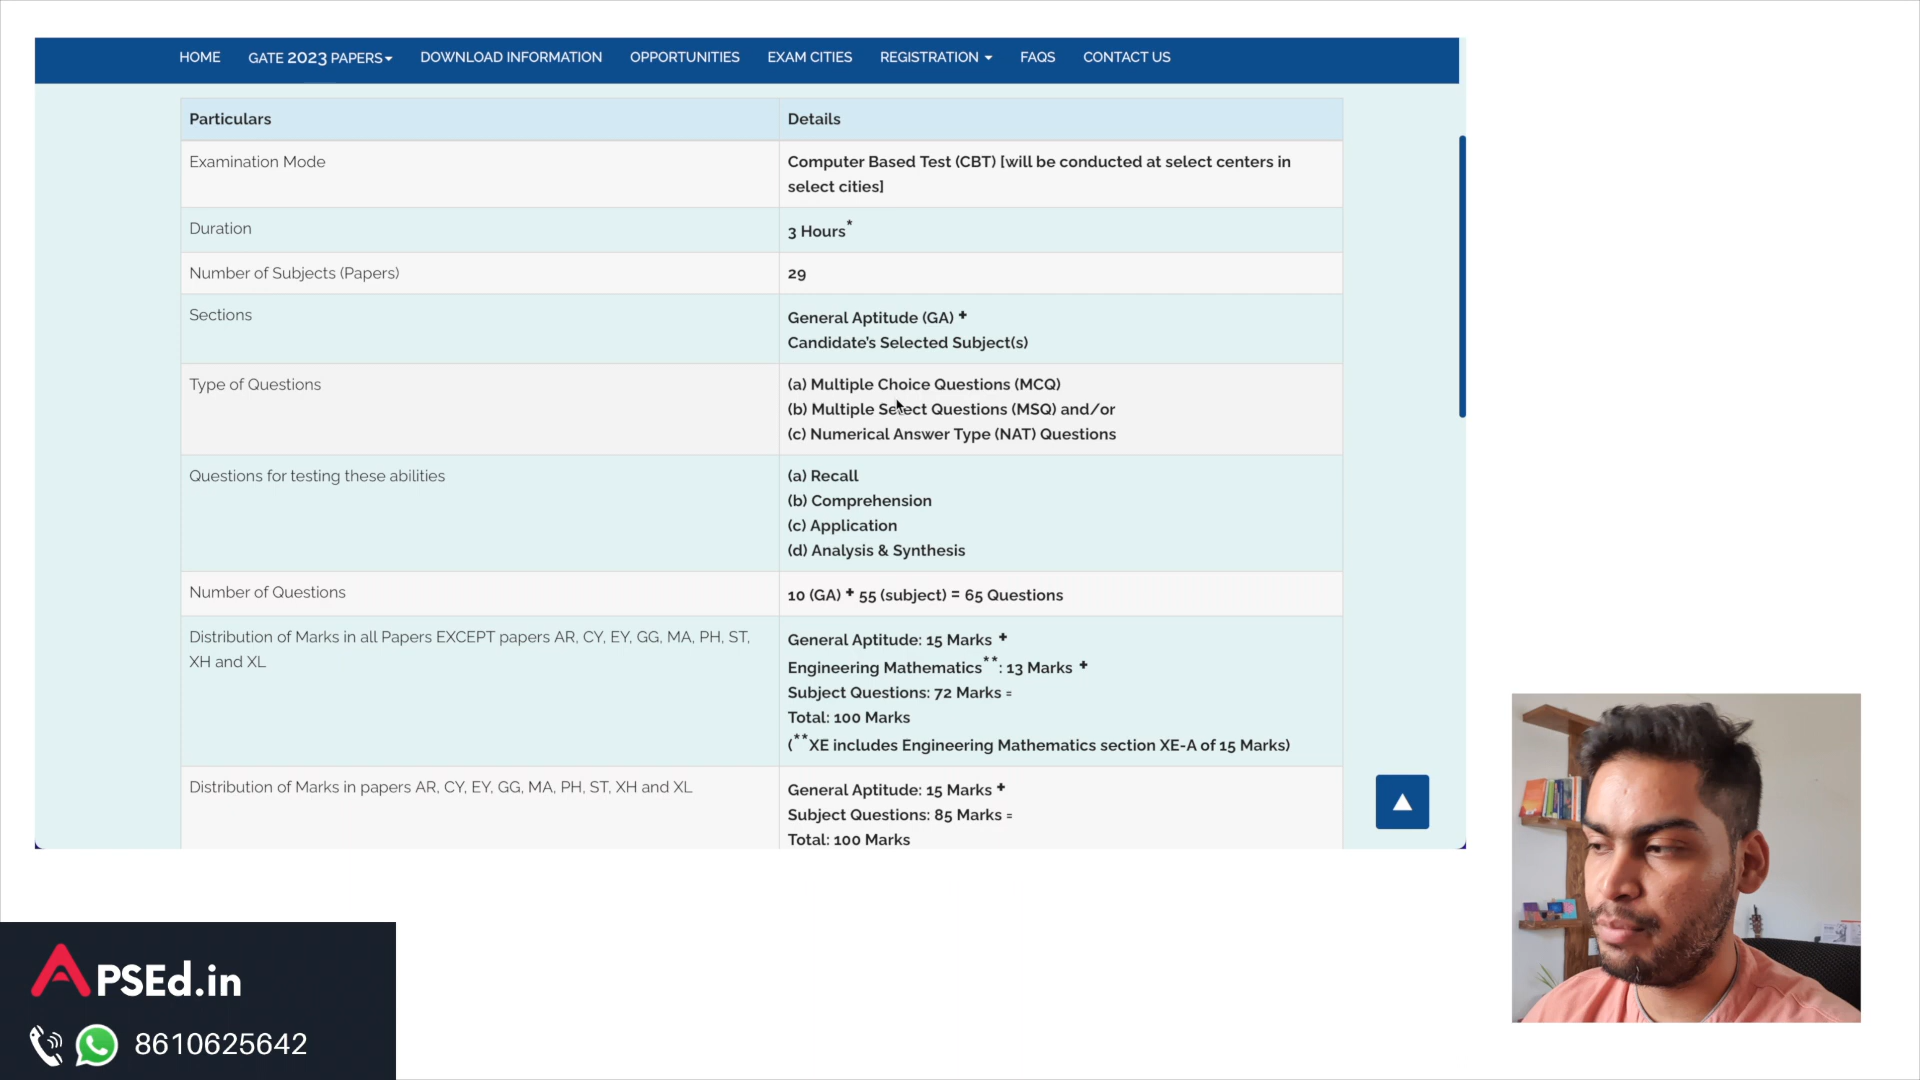 HOME GATE 2023 PAPERS DOWNLOAD INFORMATION OPPORTUNITIES EXAM CITIES REGISTRATION FAQS CONTACT US
Particulars Details
Examination Mode Computer Based Test (CBT) [will be conducted at select centers in
select cities]
Duration 3 Hours*
Number of Subjects (Papers) 29
Sections General Aptitude (GA) +
Candidate's Selected Subject(s)
Type of Questions (a) Multiple Choice Questions (MCQ)
(b) Multiple Select Questions (MSQ) and/or
(c) Numerical Answer Type (NAT) Questions
Questions for testing these abilities (a) Recall
(b) Comprehension
(c) Application
(d) Analysis & Synthesis
Number of Questions 10 (GA) + 55 (subject) = 65 Questions
Distribution of Marks in all Papers EXCEPT papers AR, CY, EY, GG, MA, PH, ST, General Aptitude: 15 Marks +
XH and XL Engineering Mathematics**: 13 Marks +
Subject Questions: 72 Marks =
Total: 100 Marks
(**XE includes Engineering Mathematics section XE-A of 15 Marks)
Distribution of Marks in papers AR, CY, EY, GG, MA, PH, ST, XH and XL General Aptitude: 15 Marks +
Subject Questions: 85 Marks =
Total: 100 Marks
APSEd.in
8610625642